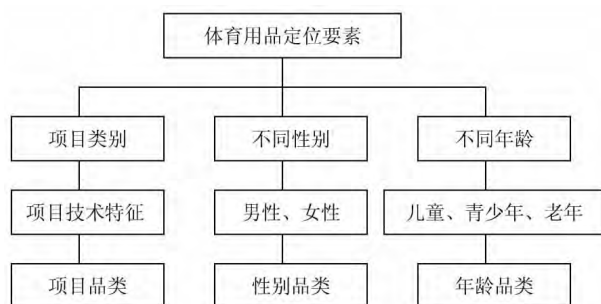 体育用品定位要素
项目类别
不同性别
不同年龄
项目技术特征
男性、女性
儿童、青少年、老年
项目品类
性别品类
年龄品类